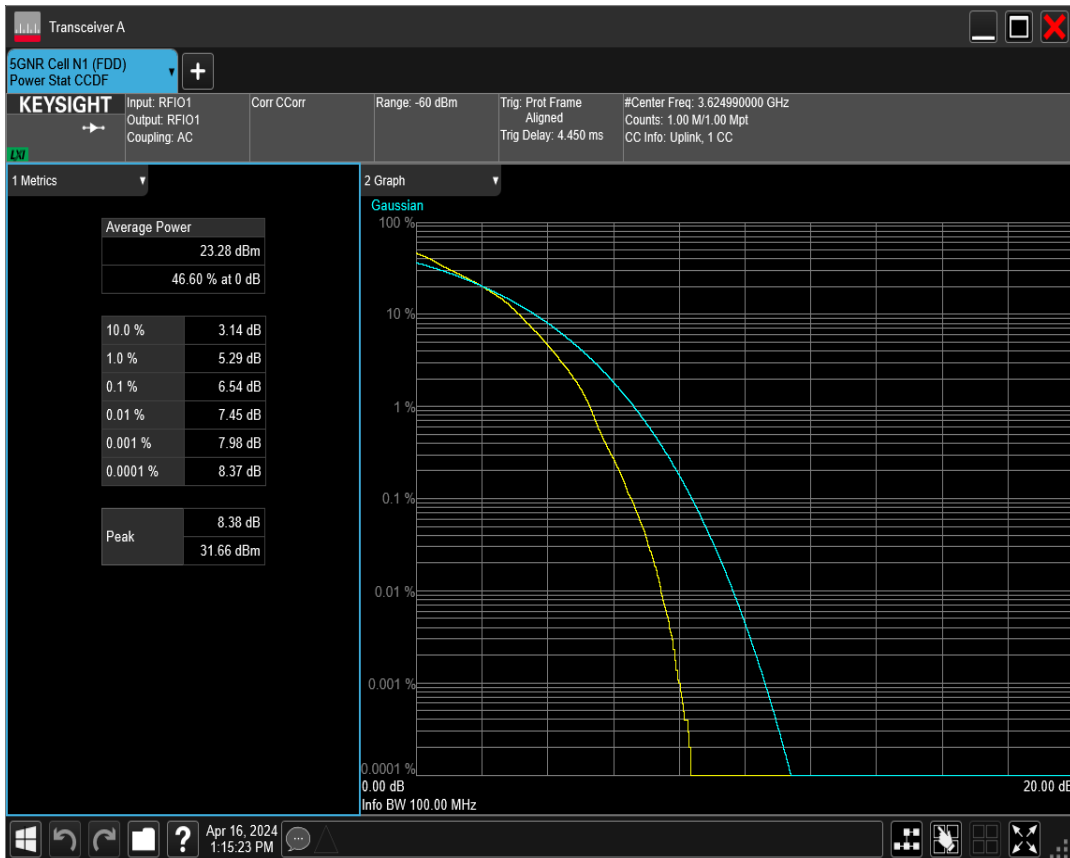 Transceiver A
5GNR Cell N1 (FDD)
Power Stat CCDF
+
KEYSIGHT
LXI
Input: RFIO1
Output: RFIO1
Coupling: AC
Corr CCorr
Range: -60 dBm
Trig: Prot Frame
Aligned
Trig Delay: 4.450 ms
#Center Freq: 3.624990000 GHz
Counts: 1.00 M/1.00 Mpt
CC Info: Uplink, 1 CC
1 Metrics
Average Power
23.28 dBm
46.60 % at 0 dB
10.0 % 3.14 dB
1.0 % 5.29 dB
0.1 % 6.54 dB
0.01 % 7.45 dB
0.001 % 7.98 dB
0.0001 % 8.37 dB
Peak 8.38 dB
31.66 dBm
2 Graph
Gaussian
100 %
10 %
1 %
0.1 %
0.01 %
0.001 %
0.0001 %
0.00 dB 20.00 dB
Info BW 100.00 MHz
?
Apr 16, 2024
1:15:23 PM